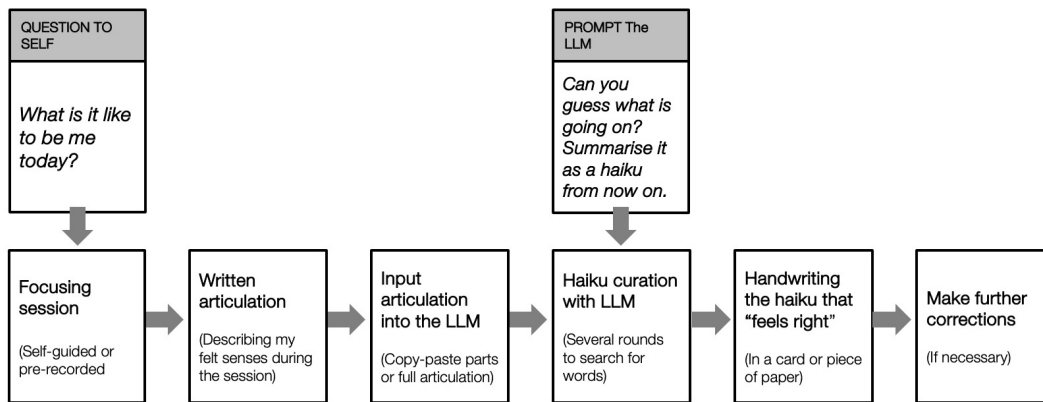 QUESTION TO
SELF
What is it like
to be me
today?
PROMPT The
LLM
Can you
guess what is
going on?
Summarise it
as a haiku
from now on.
Focusing
session
(Self-guided or
pre-recorded
Written
articulation
(Describing my
felt senses during
the session)
Input
articulation
into the LLM
(Copy-paste parts
or full articulation)
Haiku curation
with LLM
(Several rounds
to search for
words)
Handwriting
the haiku that
“feels right”
(In a card or piece
of paper)
Make further
corrections
(If necessary)